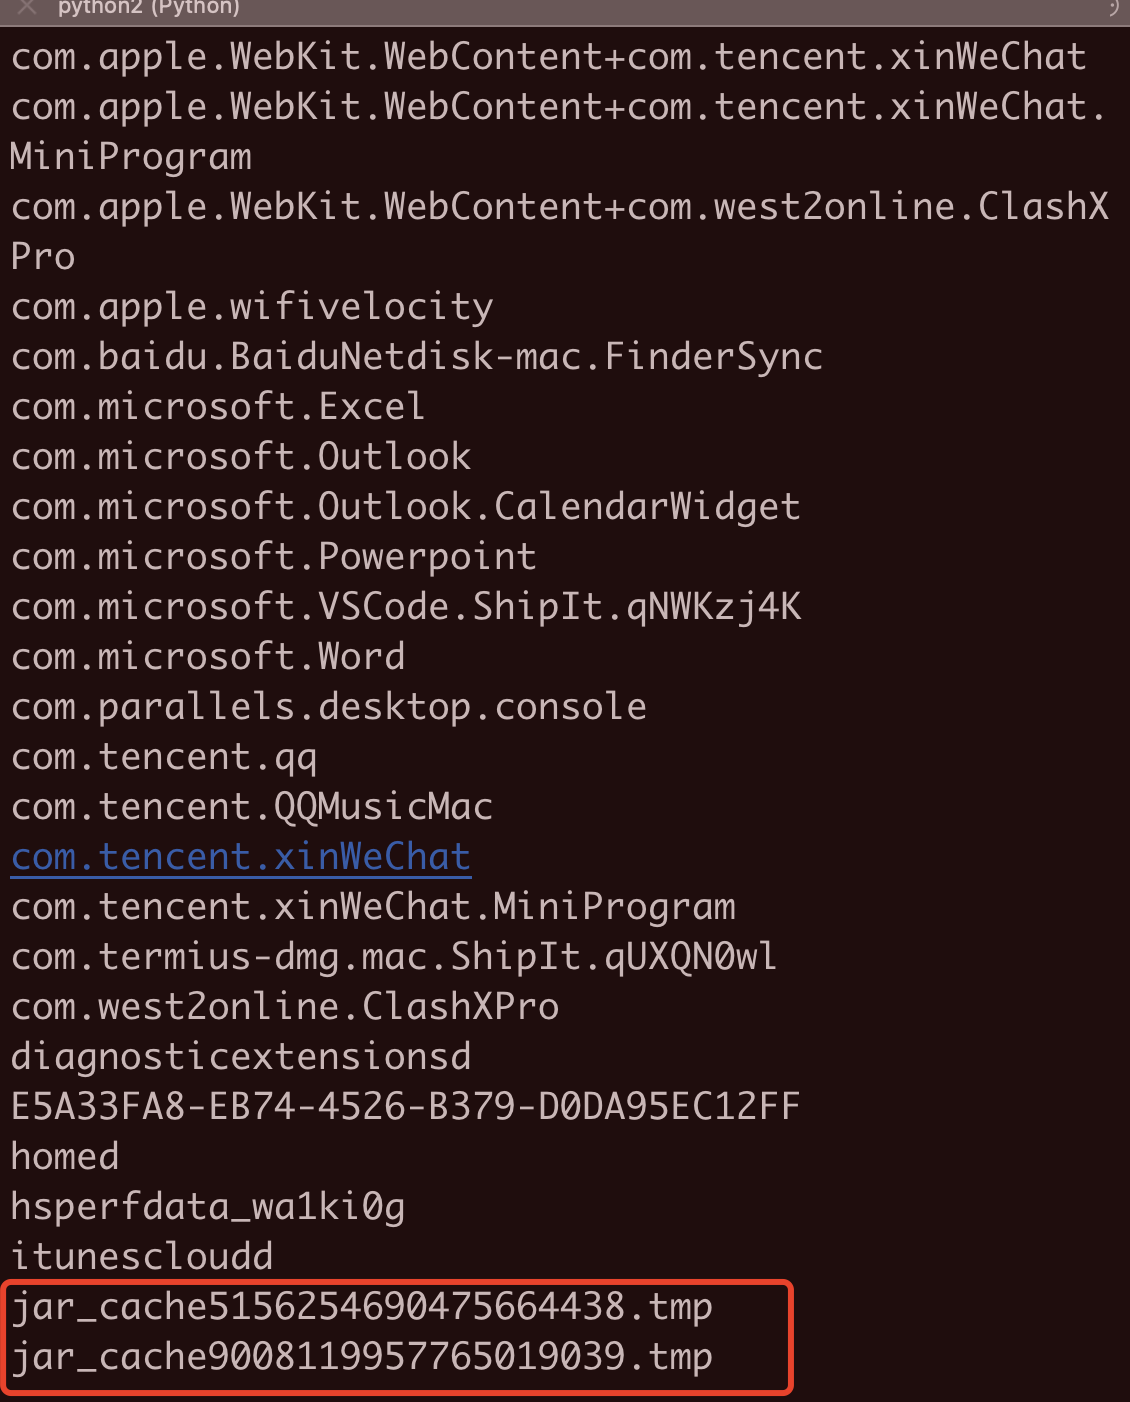 python2 (Python)
com.apple.WebKit.WebContent+com.tencent.xinWeChat
com.apple.WebKit.WebContent+com.tencent.xinWeChat.
MiniProgram
com.apple.WebKit.WebContent+com.west2online.ClashX
Pro
com.apple.wifivelocity
com.baidu.BaiduNetdisk-mac.FinderSync
com.microsoft.Excel
com.microsoft.Outlook
com.microsoft.Outlook.CalendarWidget
com.microsoft.Powerpoint
com.microsoft.VSCode.ShipIt.qNWKzj4K
com.microsoft.Word
com.parallels.desktop.console
com.tencent.qq
com.tencent.QQMusicMac
com.tencent.xinWeChat
com.tencent.xinWeChat.MiniProgram
com.termius-dmg.mac.ShipIt.qUXQN0wl
com.west2online.ClashXPro
diagnosticextensionsd
E5A33FA8-EB74-4526-B379-D0DA95EC12FF
homed
hsperfdata_wa1ki0g
itunescloudd
jar_cache5156254690475664438.tmp
jar_cache9008119957765019039.tmp